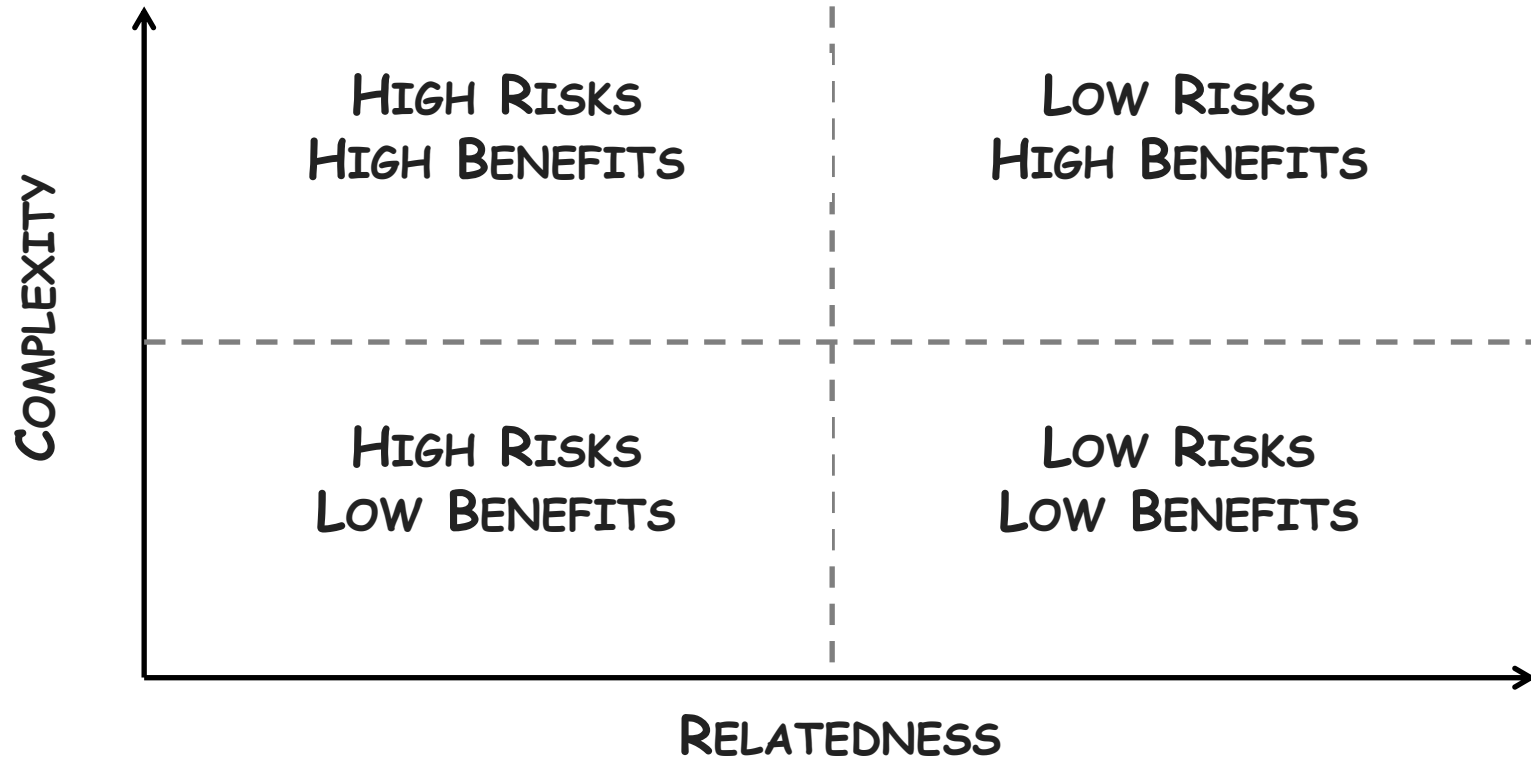 High Risks
High Benefits
Low Risks
High Benefits
Complexity
High Risks
Low Benefits
Low Risks
Low Benefits
Relatedness